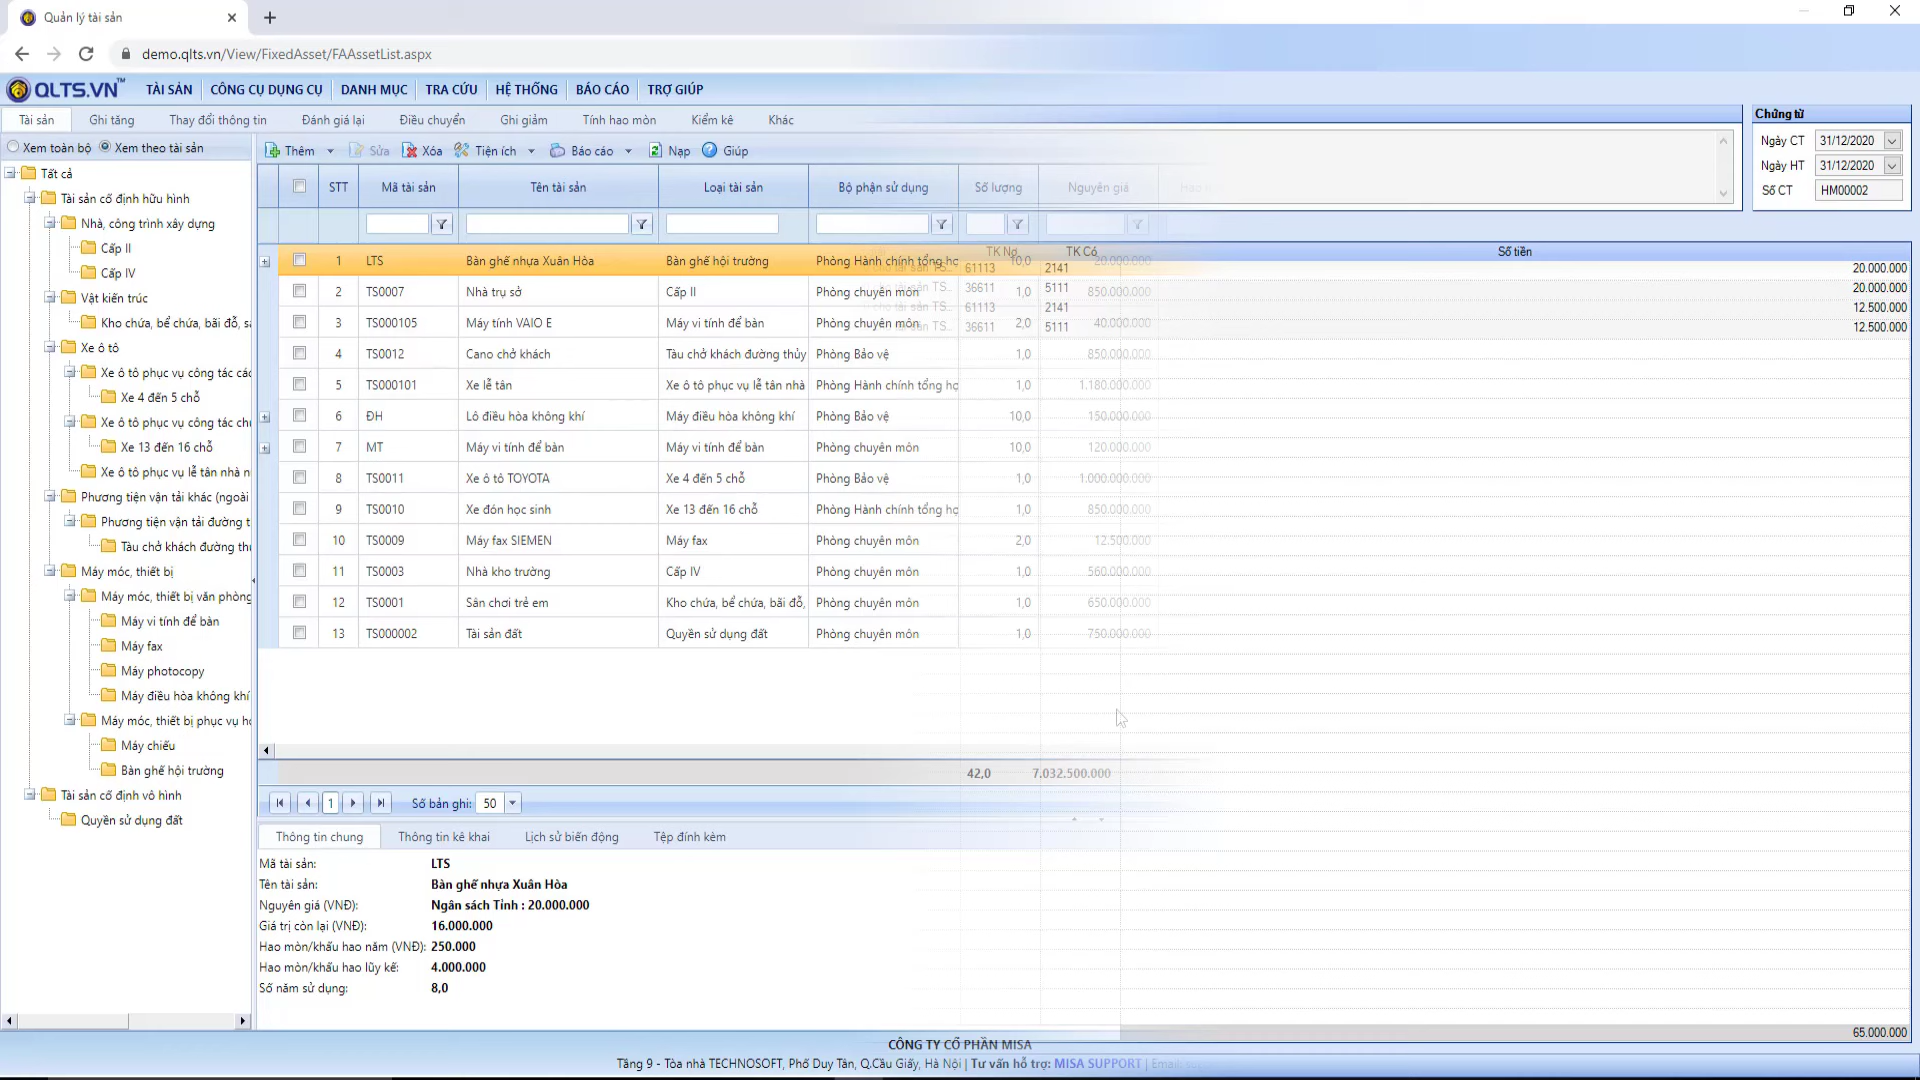 Quản lý tài sản
demo.qlts.vn/View/FixedAsset/FAAssetList.aspx
QLTS.VN™ TÀI SẢN CÔNG CỤ DỤNG CỤ DANH MỤC TRA CỨU HỆ THỐNG BÁO CÁO TRỢ GIÚP
Tài sản Ghi tăng Thay đổi thông tin Đánh giá lại Điều chuyển Ghi giảm Tính hao mòn Kiểm kê Khác
Xem toàn bộ Xem theo tài sản
Tất cả
Tài sản cố định hữu hình
Nhà, công trình xây dựng
Cấp II
Cấp IV
Vật kiến trúc
Kho chứa, bể chứa, bãi đỗ, sâ
Xe ô tô
Xe ô tô phục vụ công tác các
Xe 4 đến 5 chỗ
Xe ô tô phục vụ công tác chu
Xe 13 đến 16 chỗ
Xe ô tô phục vụ lễ tân nhà n
Phương tiện vận tải khác (ngoài
Phương tiện vận tải đường t
Tàu chở khách đường thủ
Máy móc, thiết bị
Máy móc, thiết bị văn phòng
Máy vi tính để bàn
Máy fax
Máy photocopy
Máy điều hòa không khí
Máy móc, thiết bị phục vụ ho
Máy chiếu
Bàn ghế hội trường
Tài sản cố định vô hình
Quyền sử dụng đất
Thêm Sửa Xóa Tiện ích Báo cáo Nạp Giúp
STT Mã tài sản Tên tài sản Loại tài sản Bộ phận sử dụng Số lượng Nguyên giá
1 LTS Bàn ghế nhựa Xuân Hòa Bàn ghế hội trường Phòng Hành chính tổng hợ 10,0 20.000.000
2 TS0007 Nhà trụ sở Cấp II Phòng chuyên môn 1,0 850.000.000
3 TS000105 Máy tính VAIO E Máy vi tính để bàn Phòng chuyên môn 2,0 40.000.000
4 TS0012 Cano chở khách Tàu chở khách đường thủy Phòng Bảo vệ 1,0 850.000.000
5 TS000101 Xe lễ tân Xe ô tô phục vụ lễ tân nhà Phòng Hành chính tổng hợ 1,0 1.180.000.000
6 ĐH Lô điều hòa không khí Máy điều hòa không khí Phòng Bảo vệ 10,0 150.000.000
7 MT Máy vi tính để bàn Máy vi tính để bàn Phòng chuyên môn 10,0 120.000.000
8 TS0011 Xe ô tô TOYOTA Xe 4 đến 5 chỗ Phòng Bảo vệ 1,0 1.000.000.000
9 TS0010 Xe đón học sinh Xe 13 đến 16 chỗ Phòng Hành chính tổng hợ 1,0 850.000.000
10 TS0009 Máy fax SIEMEN Máy fax Phòng chuyên môn 2,0 12.500.000
11 TS0003 Nhà kho trường Cấp IV Phòng chuyên môn 1,0 560.000.000
12 TS0001 Sân chơi trẻ em Kho chứa, bể chứa, bãi đỗ, Phòng chuyên môn 1,0 650.000.000
13 TS000002 Tài sản đất Quyền sử dụng đất Phòng chuyên môn 1,0 750.000.000
42,0 7.032.500.000
1 Số bản ghi: 50
Thông tin chung Thông tin kê khai Lịch sử biến động Tệp đính kèm
Mã tài sản: LTS
Tên tài sản: Bàn ghế nhựa Xuân Hòa
Nguyên giá (VNĐ): Ngân sách Tỉnh : 20.000.000
Giá trị còn lại (VNĐ): 16.000.000
Hao mòn/khấu hao năm (VNĐ): 250.000
Hao mòn/khấu hao lũy kế: 4.000.000
Số năm sử dụng: 8,0
Chứng từ
Ngày CT 31/12/2020
Ngày HT 31/12/2020
Số CT HM00002
TK Nợ TK Có Số tiền
61113 2141 20.000.000
36611 5111 20.000.000
61113 2141 12.500.000
36611 5111 12.500.000
65.000.000
CÔNG TY CỔ PHẦN MISA
Tầng 9 - Tòa nhà TECHNOSOFT, Phố Duy Tân, Q.Cầu Giấy, Hà Nội | Tư vấn hỗ trợ: MISA SUPPORT | Email: